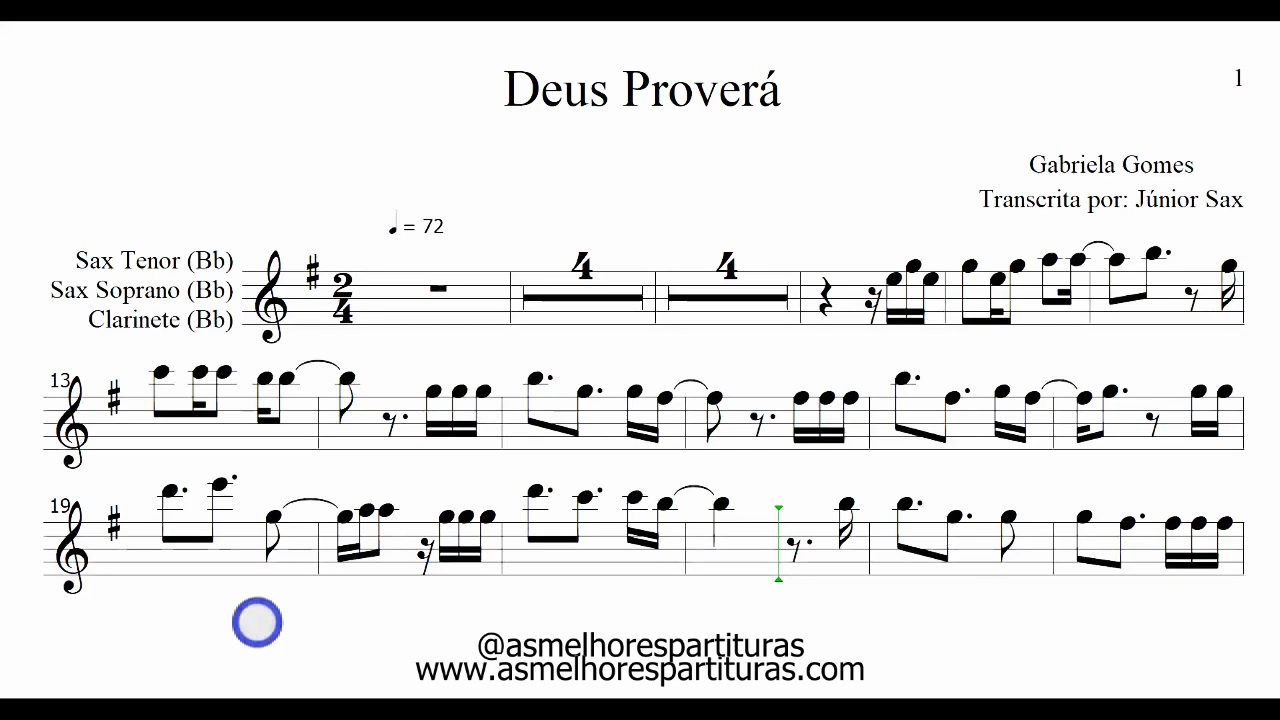 Deus Proverá
1
Gabriela Gomes
Transcrita por: Júnior Sax
= 72
Sax Tenor (Bb)
Sax Soprano (Bb)
Clarinete (Bb)
2
4
4
4
13
19
@asmelhorespartituras
www.asmelhorespartituras.com